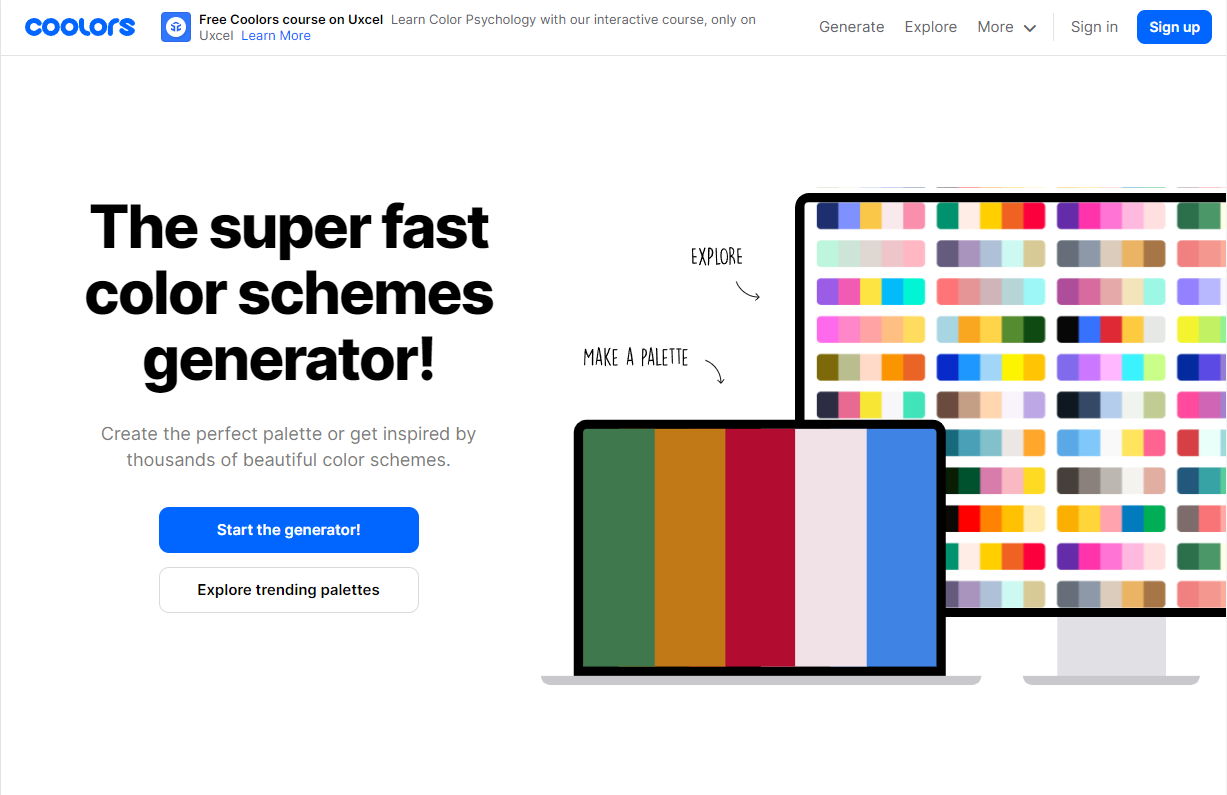 coolors
Free Coolors course on Uxcel Learn Color Psychology with our interactive course, only on
Uxcel Learn More
Generate
Explore
More
Sign in
Sign up
The super fast
color schemes
generator!
Create the perfect palette or get inspired by
thousands of beautiful color schemes.
Start the generator!
Explore trending palettes
EXPLORE
MAKE A PALETTE